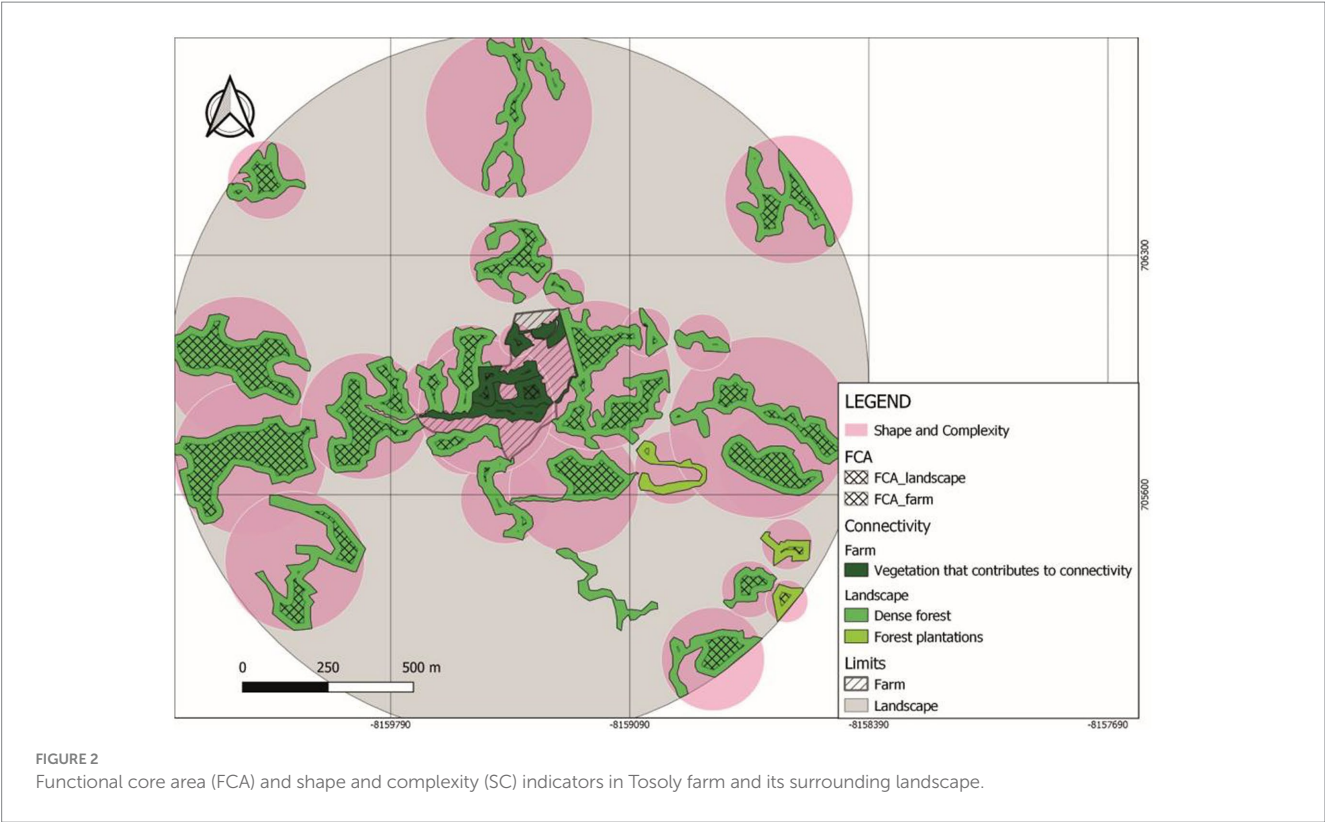 706300
LEGEND
Shape and Complexity
FCA
FCA_landscape
FCA_farm
705600
Connectivity
Farm
Vegetation that contributes to connectivity
Landscape
Dense forest
Forest plantations
Limits
Farm
Landscape
0 250 500 m
-8159790 -8159090 -8158390 -8157690
FIGURE 2
Functional core area (FCA) and shape and complexity (SC) indicators in Tosoly farm and its surrounding landscape.